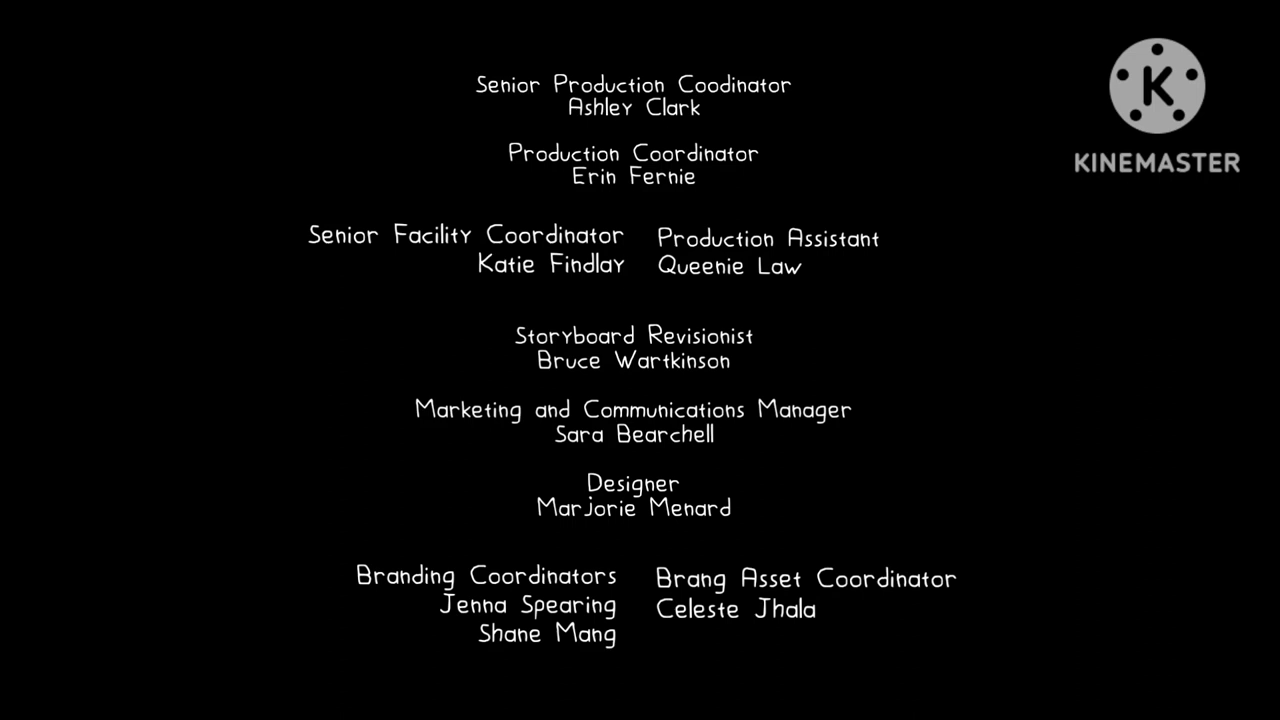 Senior Production Coodinator
Ashley Clark
Production Coordinator
Erin Fernie
Senior Facility Coordinator
Katie Findlay
Production Assistant
Queenie Law
Storyboard Revisionist
Bruce Wartkinson
Marketing and Communications Manager
Sara Bearchell
Designer
Marjorie Menard
Branding Coordinators
Jenna Spearing
Shane Mang
Brang Asset Coordinator
Celeste Jhala
K
KINEMASTER